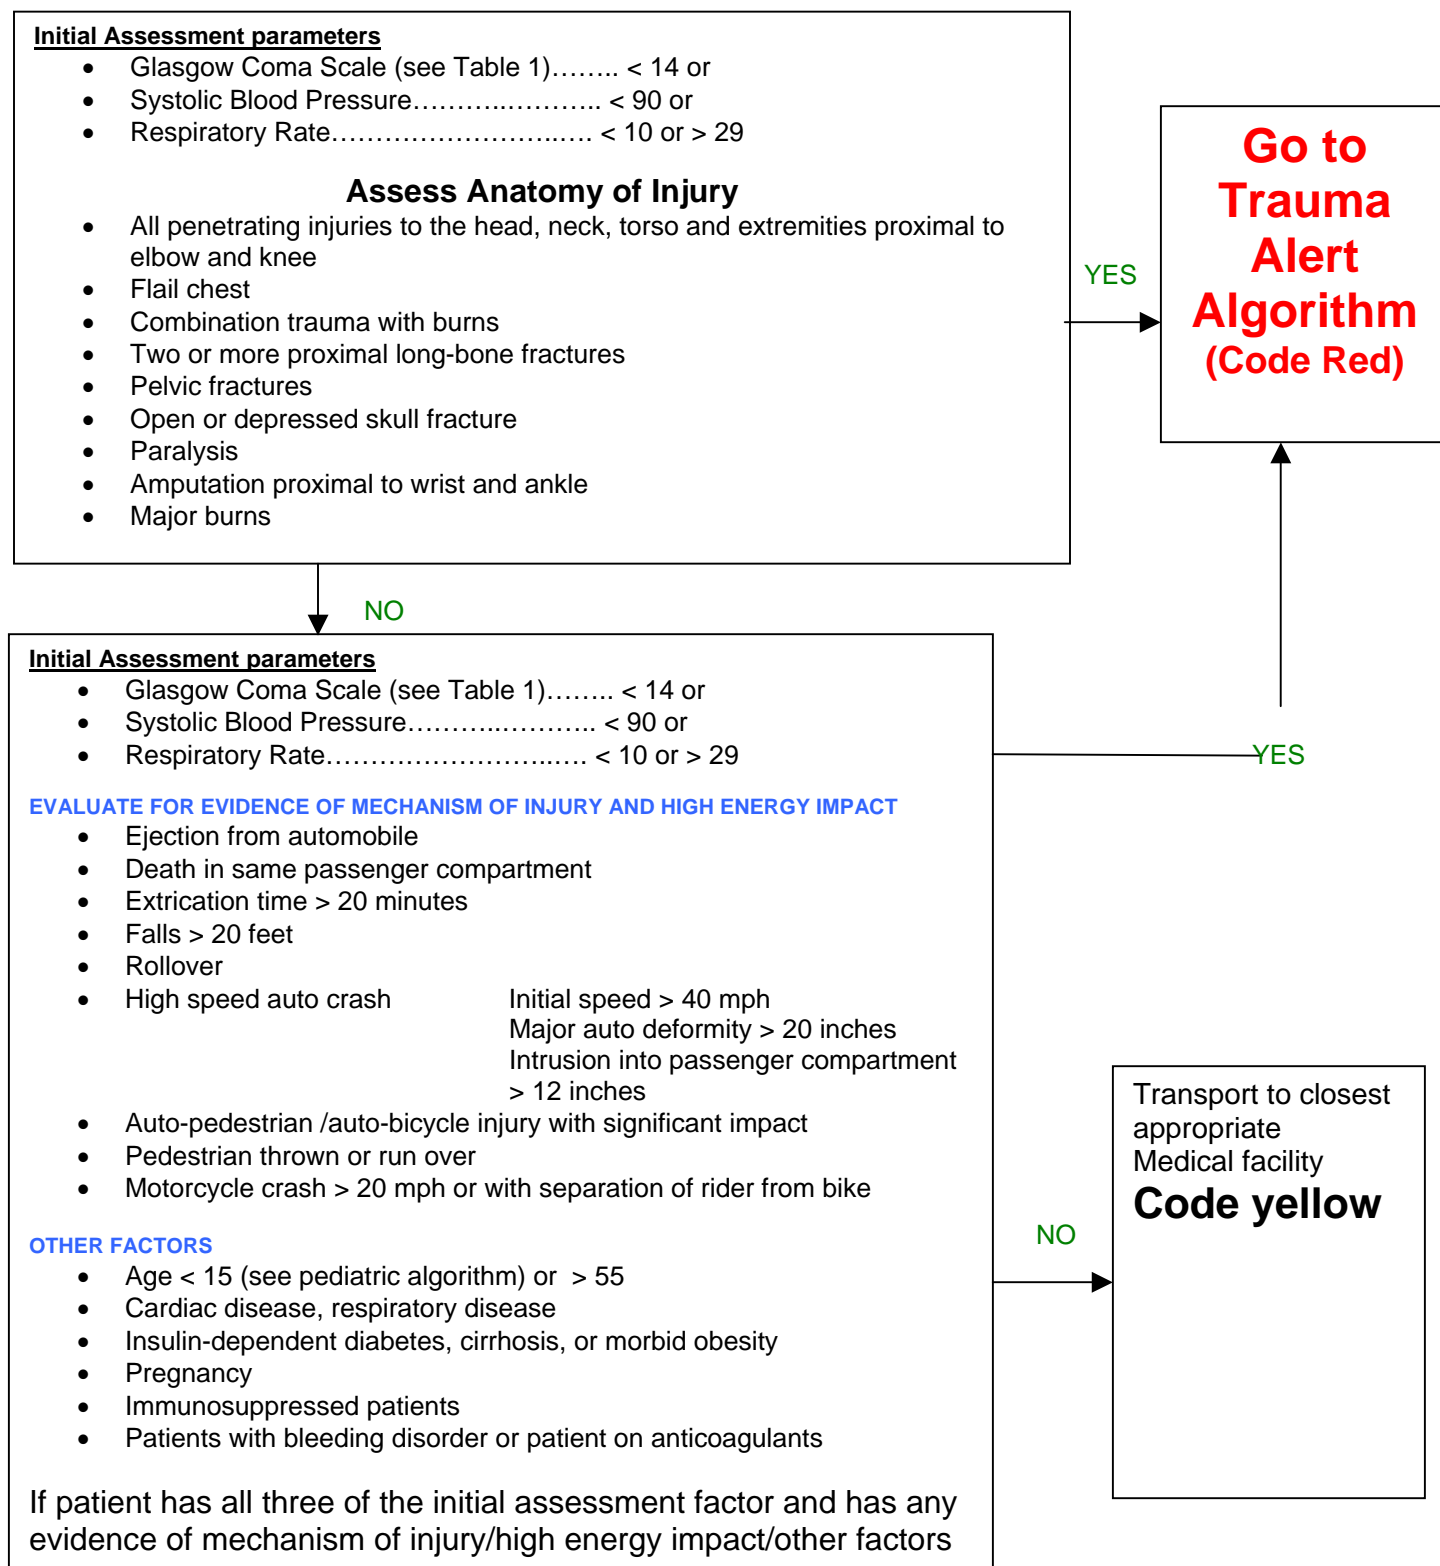 Initial Assessment parameters
• Glasgow Coma Scale (see Table 1)…….. < 14 or
• Systolic Blood Pressure………..……….. < 90 or
• Respiratory Rate……………………..…. < 10 or > 29
Assess Anatomy of Injury
• All penetrating injuries to the head, neck, torso and extremities proximal to
elbow and knee
• Flail chest
• Combination trauma with burns
• Two or more proximal long-bone fractures
• Pelvic fractures
• Open or depressed skull fracture
• Paralysis
• Amputation proximal to wrist and ankle
• Major burns
YES
Go to
Trauma
Alert
Algorithm
(Code Red)
NO
Initial Assessment parameters
• Glasgow Coma Scale (see Table 1)…….. < 14 or
• Systolic Blood Pressure………..……….. < 90 or
• Respiratory Rate……………………..…. < 10 or > 29
YES
EVALUATE FOR EVIDENCE OF MECHANISM OF INJURY AND HIGH ENERGY IMPACT
• Ejection from automobile
• Death in same passenger compartment
• Extrication time > 20 minutes
• Falls > 20 feet
• Rollover
• High speed auto crash Initial speed > 40 mph
Major auto deformity > 20 inches
Intrusion into passenger compartment
> 12 inches
• Auto-pedestrian /auto-bicycle injury with significant impact
• Pedestrian thrown or run over
• Motorcycle crash > 20 mph or with separation of rider from bike
OTHER FACTORS
• Age < 15 (see pediatric algorithm) or > 55
• Cardiac disease, respiratory disease
• Insulin-dependent diabetes, cirrhosis, or morbid obesity
• Pregnancy
• Immunosuppressed patients
• Patients with bleeding disorder or patient on anticoagulants
If patient has all three of the initial assessment factor and has any
evidence of mechanism of injury/high energy impact/other factors
NO
Transport to closest
appropriate
Medical facility
Code yellow